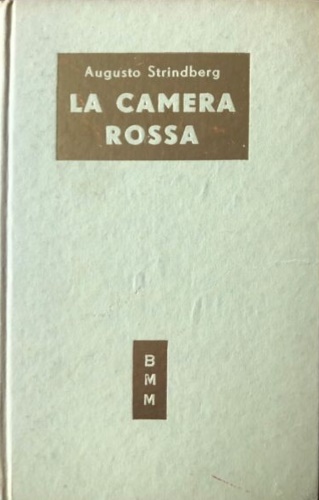 Augusto Strindberg
LA CAMERA
ROSSA
B
M
M